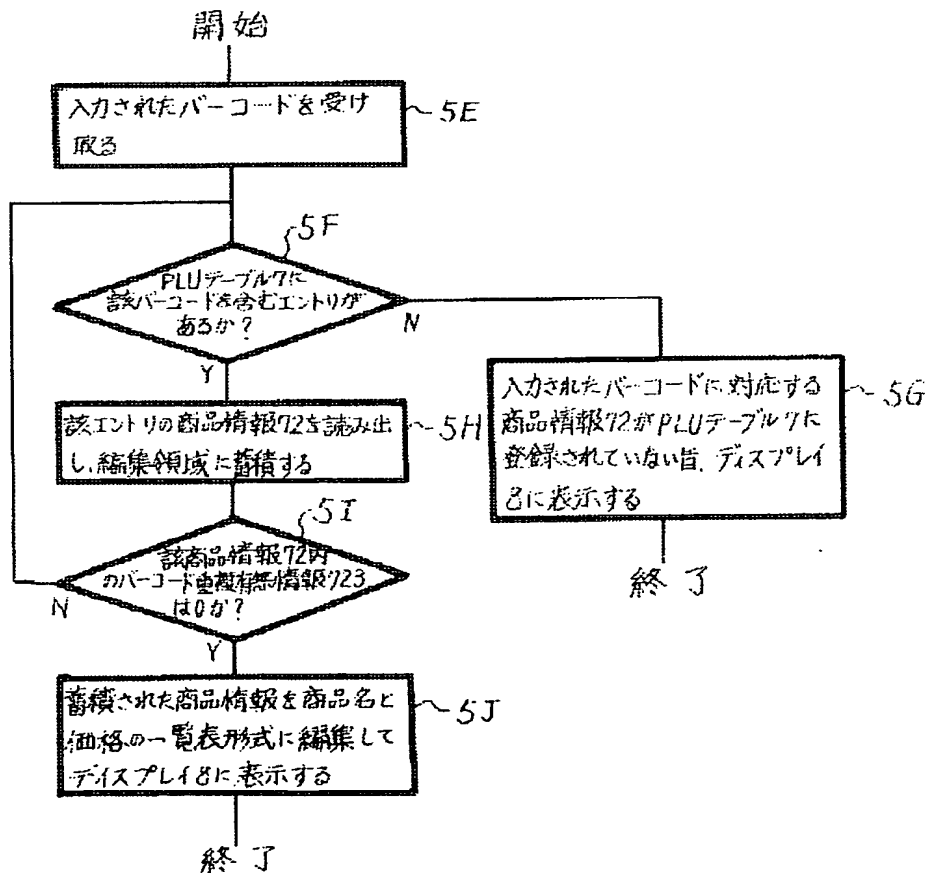 開始
入力されたバーコードを受け
取る
5E
5F
PLUテーブル7に
該バーコードを含むエントリが
あるか?
N
Y
該エントリの商品情報72を読み出
し、編集領域に蓄積する
5H
入力されたバーコードに対応する
商品情報72がPLUテーブル7に
登録されていない旨、ディスプレイ
8に表示する
5G
終了
5I
該商品情報72内
のバーコード重複有無情報723
は0か?
N
Y
蓄積された商品情報を商品名と
価格の一覧表形式に編集して
ディスプレイ8に表示する
5J
終了